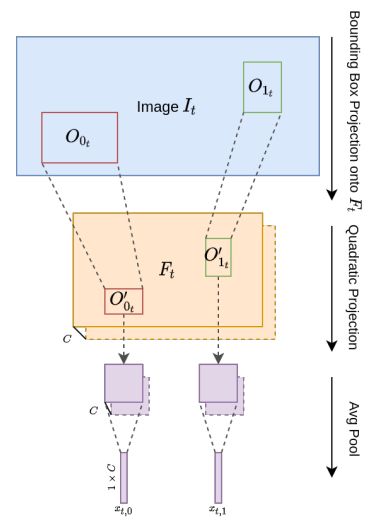 Image I_t
O_{0_t}
O_{1_t}
F_t
O'_{0_t}
O'_{1_t}
C
C
1 × C
x_{t,0}
x_{t,1}
Bounding Box Projection onto F_t
Quadratic Projection
Avg Pool